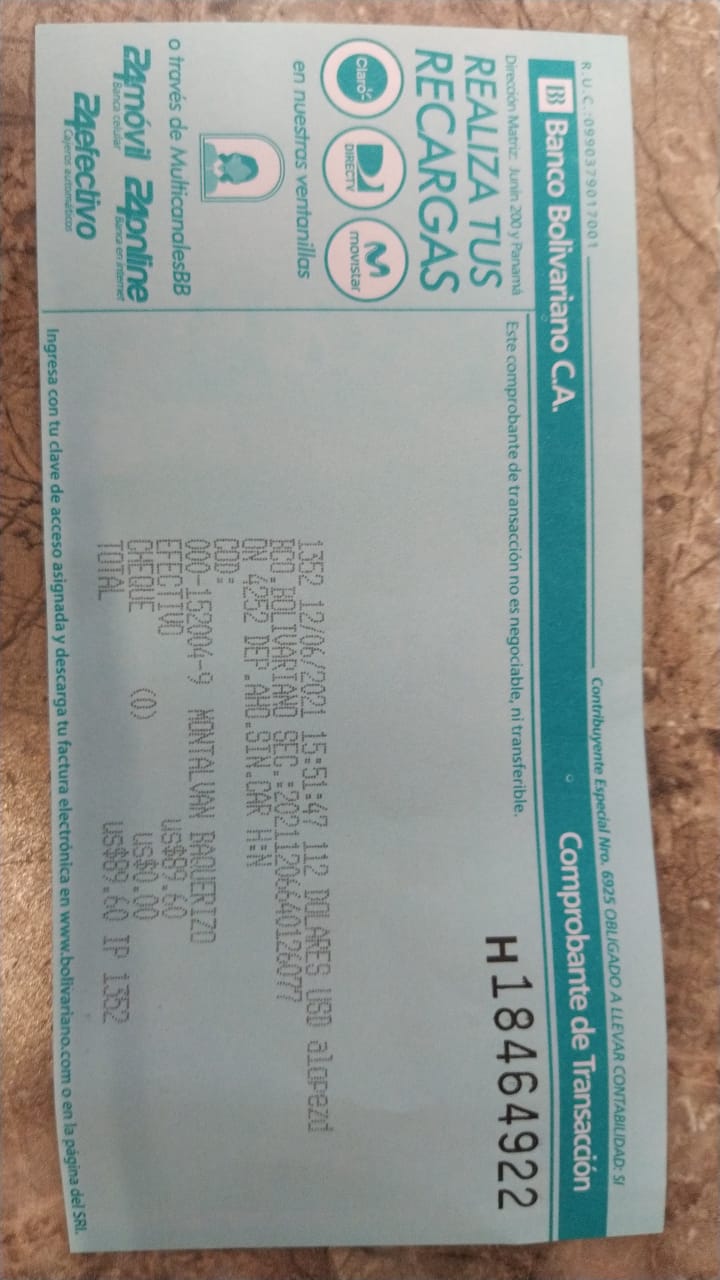 R.U.C.:0990379017001
Contribuyente Especial Nro. 6925 OBLIGADO A LLEVAR CONTABILIDAD: SI
B Banco Bolivariano C.A.
Comprobante de Transacción
Dirección Matriz: Junín 200 y Panamá
Este comprobante de transacción no es negociable, ni transferible.
H18464922
REALIZA TUS
RECARGAS
Claro
DIRECTV
movistar
en nuestras ventanillas
o través de MulticanalesBB
24móvil
Banca celular
24online
Banca en internet
24efectivo
Cajeros automáticos
1352 12/06/2021 15:51:47 112 DOLARES USD alopezd
BCO.BOLIVARIANO SEC.:2021120664012607?
ON 4252 DEP.AHO.SIN.CAR H:N
COD:
000-152004-9 MONTALVAN BAQUERIZO
EFECTIVO US$89.60
CHEQUE (0) US$0.00
TOTAL US$89.60 IP 1352
Ingresa con tu clave de acceso asignada y descarga tu factura electrónica en www.bolivariano.com o en la página del SRI.